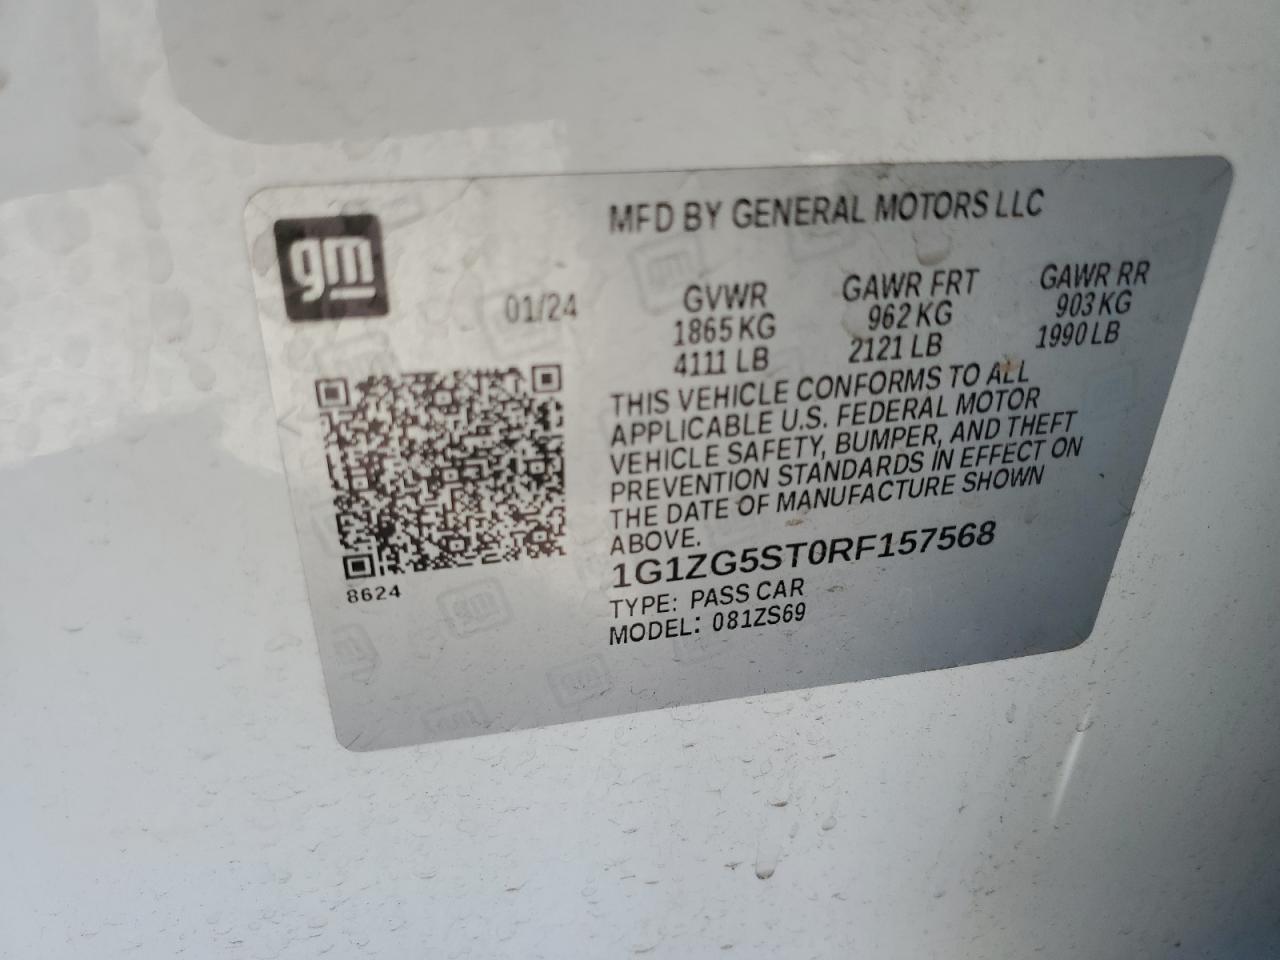 gm
MFD BY GENERAL MOTORS LLC
01/24
GVWR GAWR FRT GAWR RR
1865 KG 962 KG 903 KG
4111 LB 2121 LB 1990 LB
THIS VEHICLE CONFORMS TO ALL
APPLICABLE U.S. FEDERAL MOTOR
VEHICLE SAFETY, BUMPER, AND THEFT
PREVENTION STANDARDS IN EFFECT ON
THE DATE OF MANUFACTURE SHOWN
ABOVE.
1G1ZG5ST0RF157568
TYPE: PASS CAR
MODEL: 081ZS69
8624